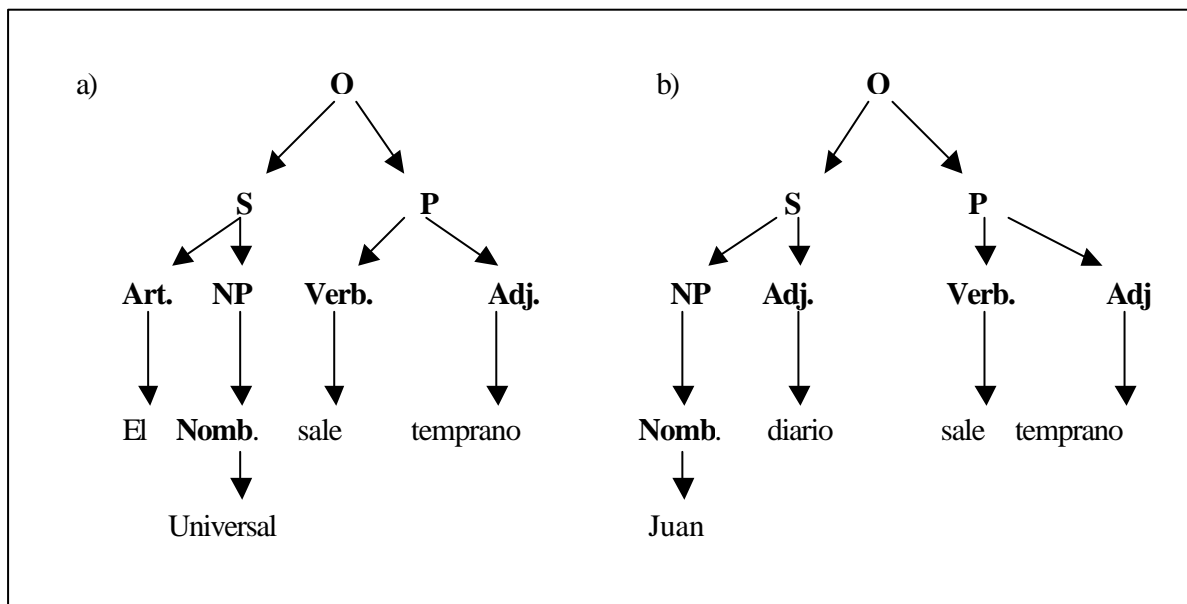 a) O b) O
S P S P
Art. NP Verb. Adj. NP Adj. Verb. Adj
El Nomb. sale temprano Nomb. diario sale temprano
Universal Juan